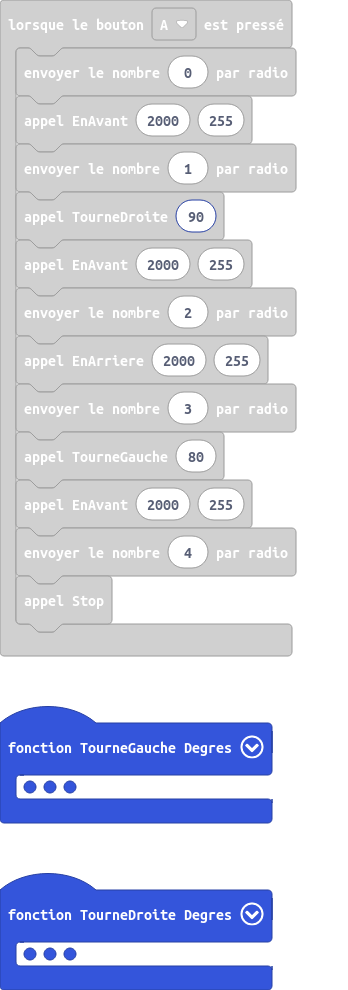 lorsque le bouton A est pressé
envoyer le nombre 0 par radio
appel EnAvant 2000 255
envoyer le nombre 1 par radio
appel TourneDroite 90
appel EnAvant 2000 255
envoyer le nombre 2 par radio
appel EnArriere 2000 255
envoyer le nombre 3 par radio
appel TourneGauche 80
appel EnAvant 2000 255
envoyer le nombre 4 par radio
appel Stop
fonction TourneGauche Degres
fonction TourneDroite Degres